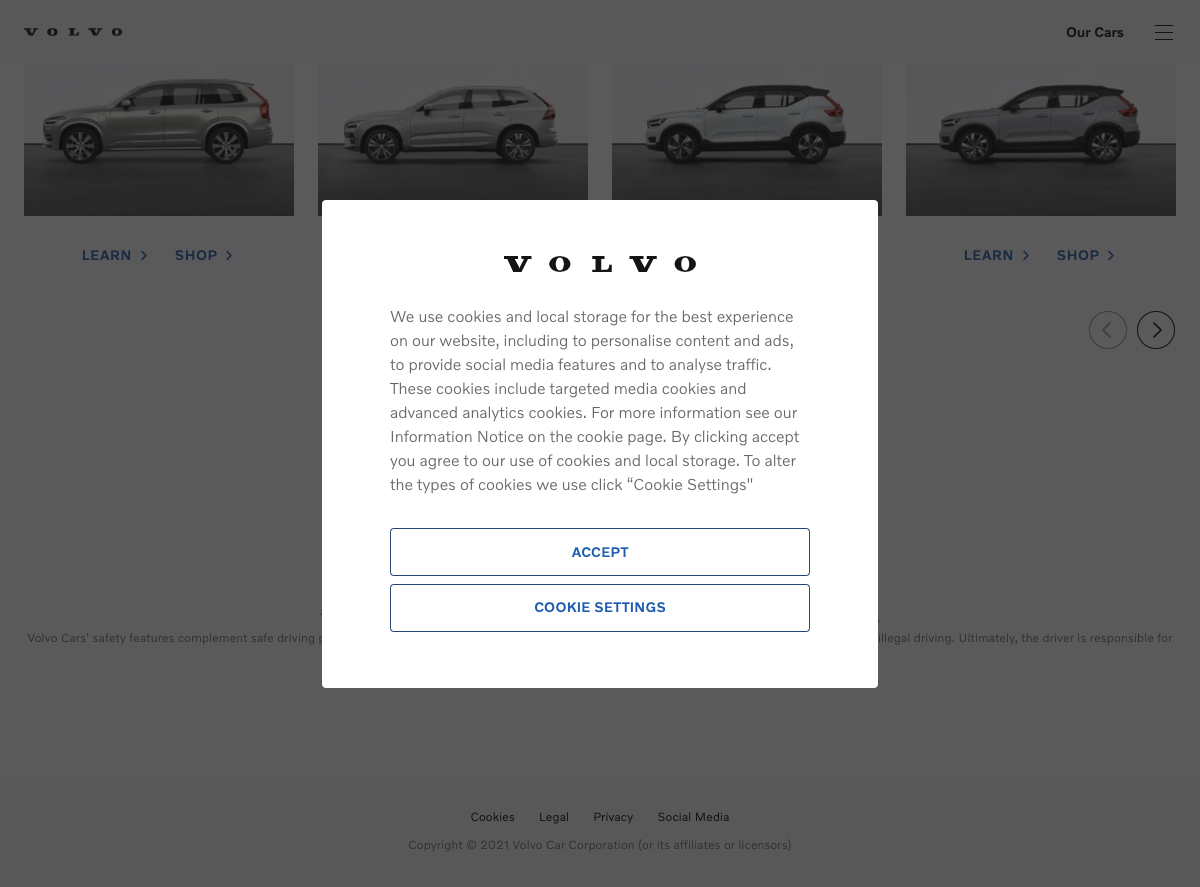 VOLVO
Our Cars
LEARN SHOP
LEARN SHOP
VOLVO
We use cookies and local storage for the best experience
on our website, including to personalise content and ads,
to provide social media features and to analyse traffic.
These cookies include targeted media cookies and
advanced analytics cookies. For more information see our
Information Notice on the cookie page. By clicking accept
you agree to our use of cookies and local storage. To alter
the types of cookies we use click “Cookie Settings"
ACCEPT
COOKIE SETTINGS
Volvo Cars’ safety features complement safe driving
illegal driving. Ultimately, the driver is responsible for
Cookies Legal Privacy Social Media
Copyright © 2021 Volvo Car Corporation (or its affiliates or licensors)